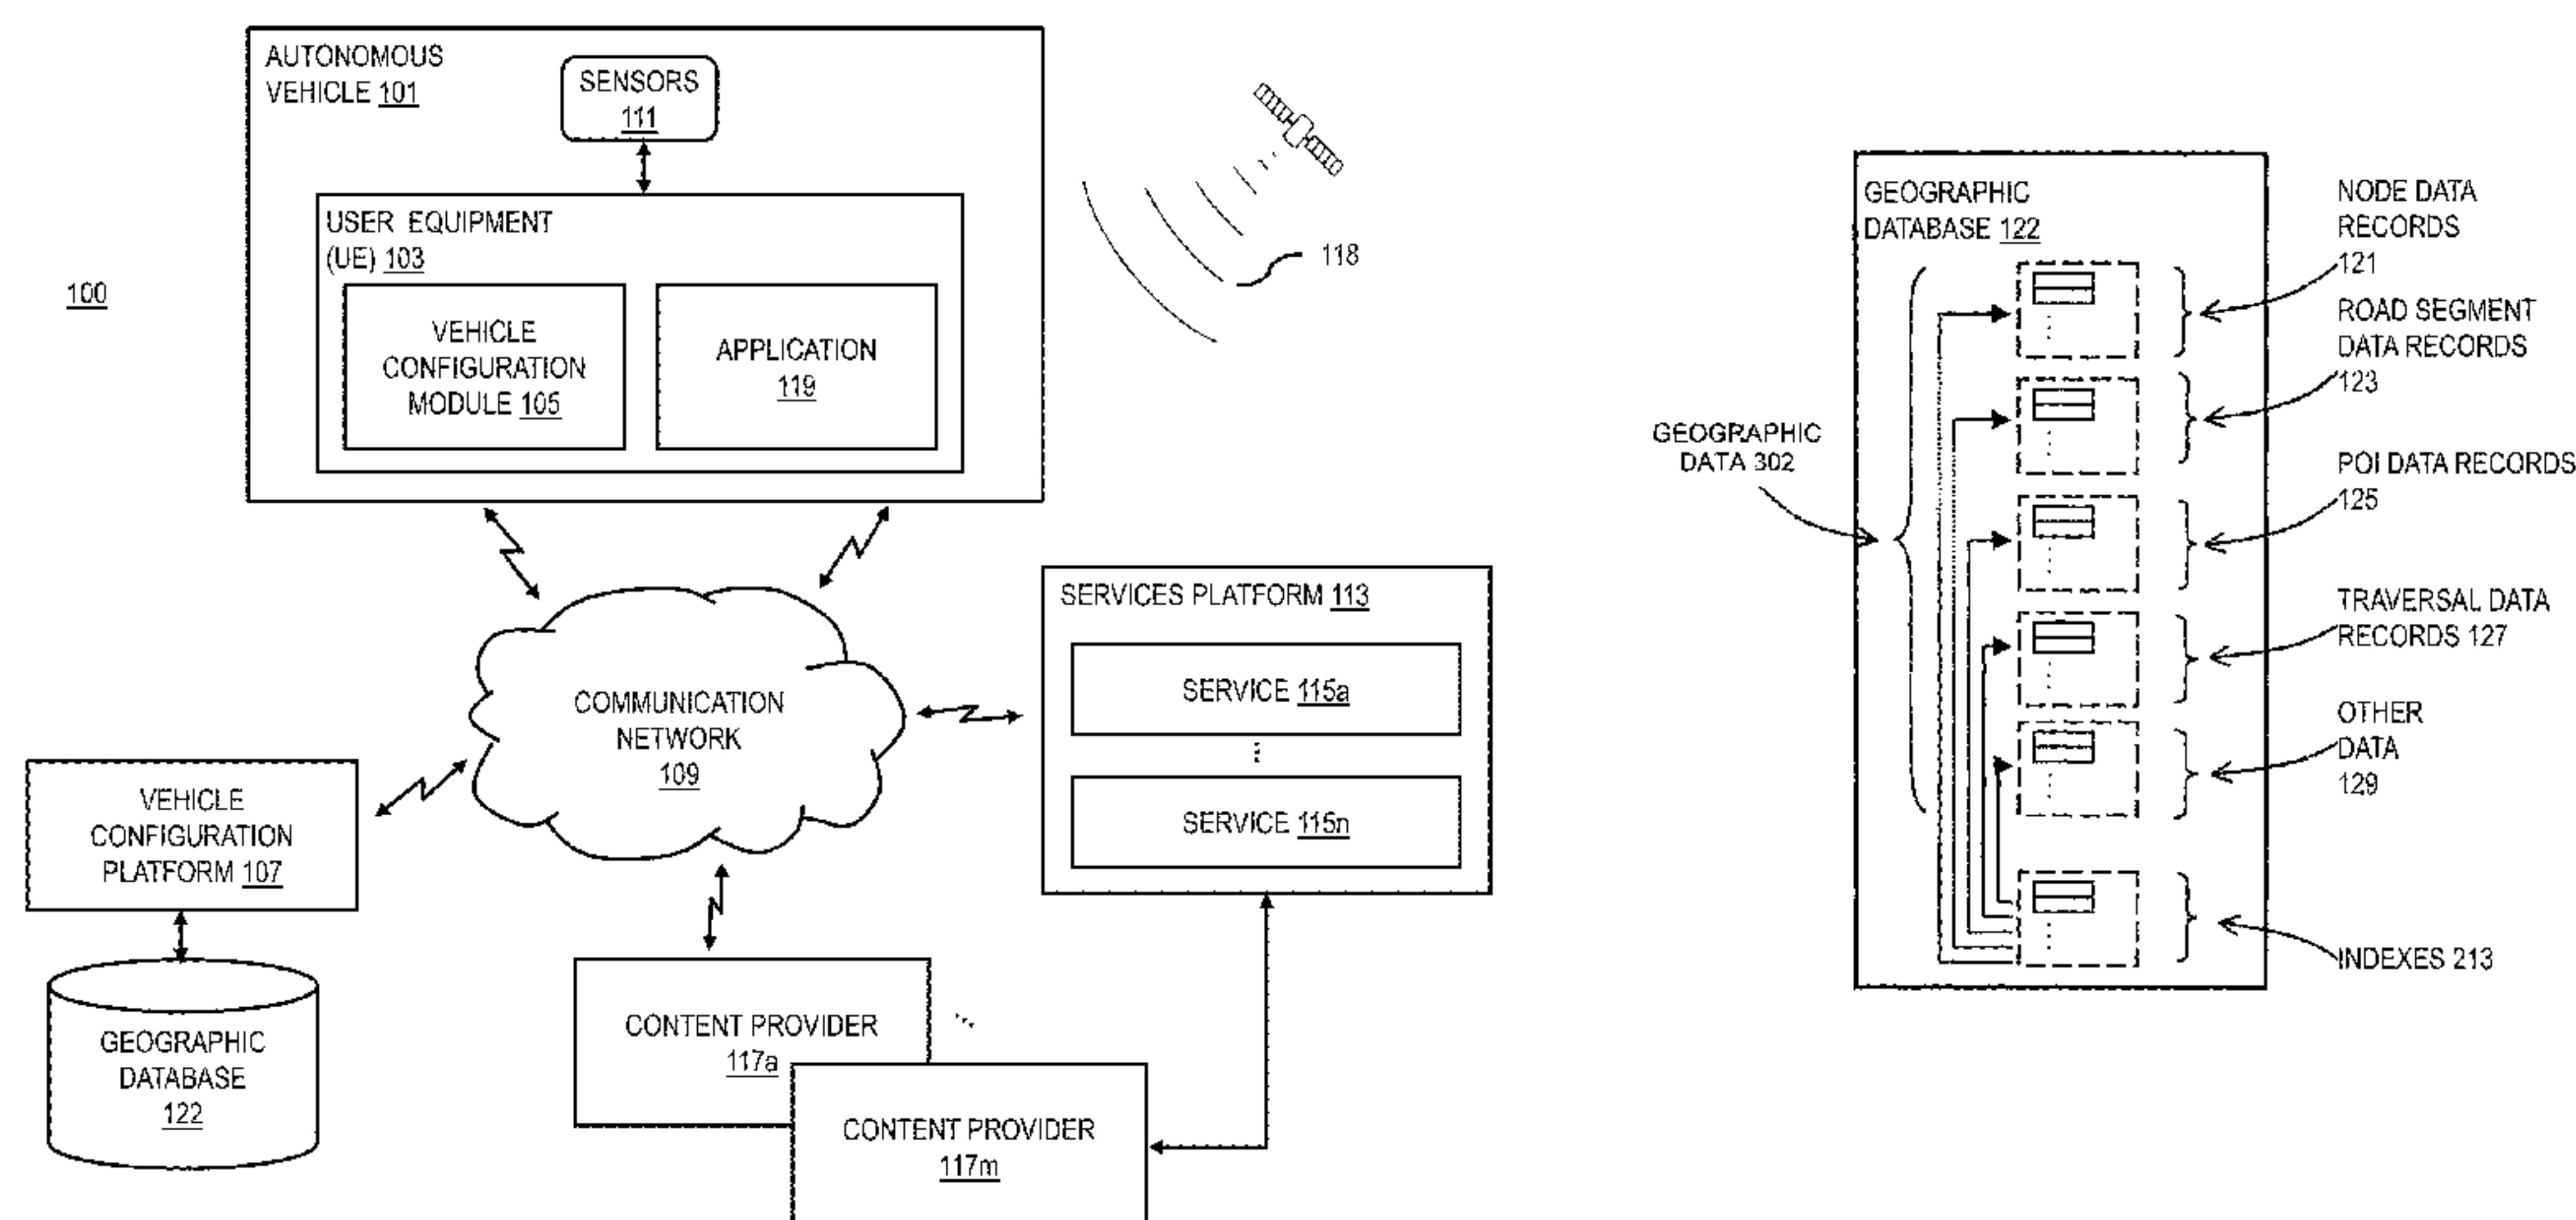 AUTONOMOUS
VEHICLE 101
SENSORS
111
USER EQUIPMENT
(UE) 103
VEHICLE
CONFIGURATION
MODULE 105
APPLICATION
119
100
118
COMMUNICATION
NETWORK
109
SERVICES PLATFORM 113
SERVICE 115a
SERVICE 115n
VEHICLE
CONFIGURATION
PLATFORM 107
GEOGRAPHIC
DATABASE
122
CONTENT PROVIDER
117a
CONTENT PROVIDER
117m
GEOGRAPHIC
DATABASE 122
GEOGRAPHIC
DATA 302
NODE DATA
RECORDS
121
ROAD SEGMENT
DATA RECORDS
123
POI DATA RECORDS
125
TRAVERSAL DATA
RECORDS 127
OTHER
DATA
129
INDEXES 213